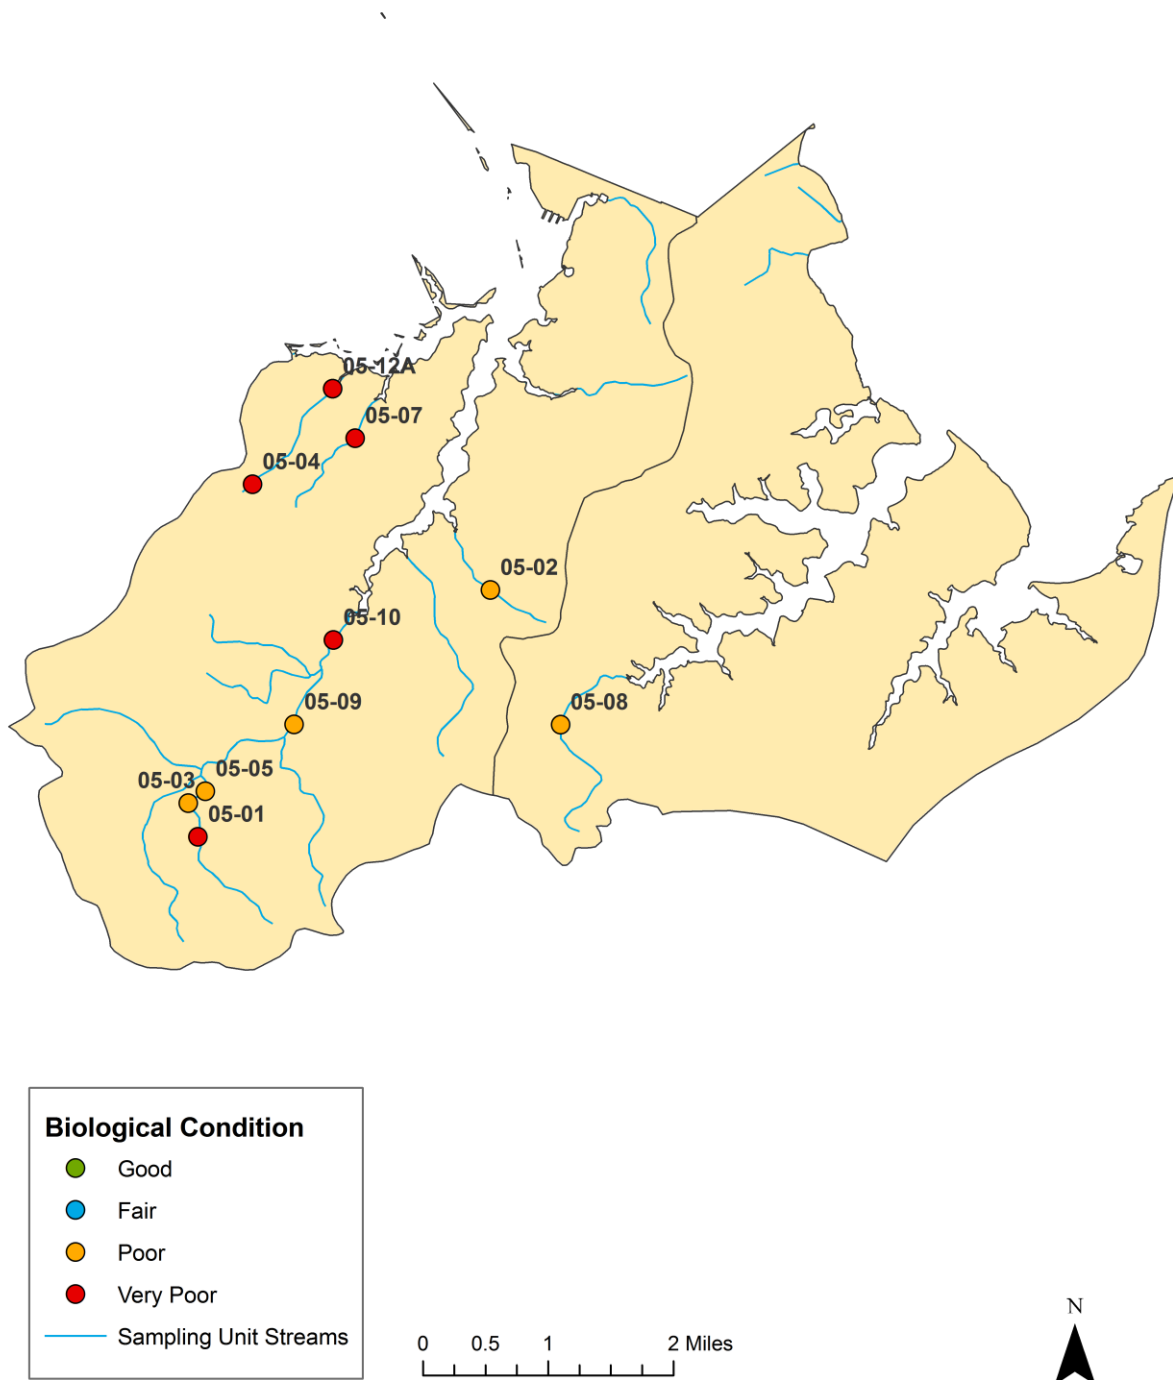 05-12A
05-07
05-04
05-02
05-10
05-08
05-09
05-05
05-03
05-01
Biological Condition
Good
Fair
Poor
Very Poor
Sampling Unit Streams
0 0.5 1 2 Miles
N